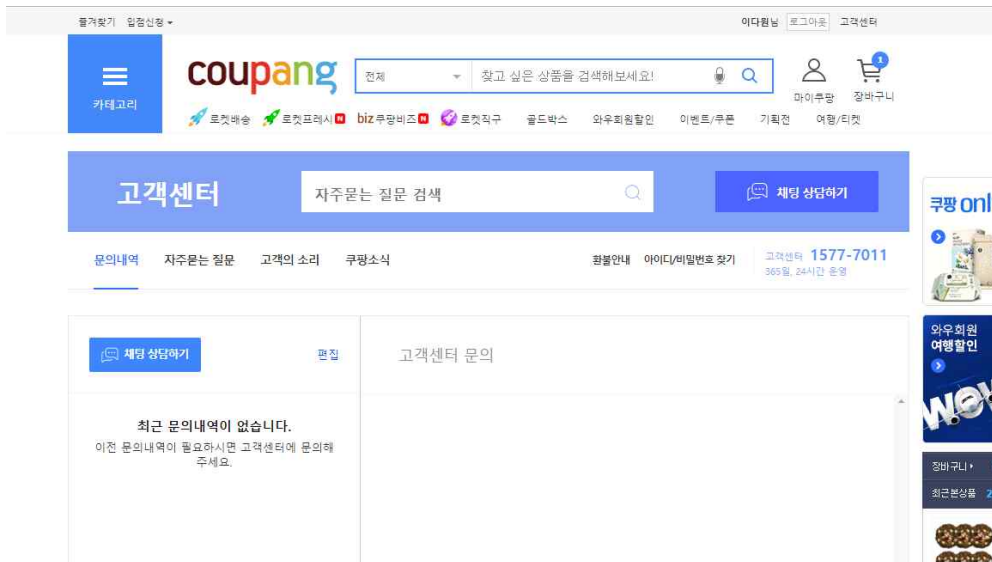 즐겨찾기 입점신청
이다원님 로그아웃 고객센터
카테고리
coupang
전체
찾고 싶은 상품을 검색해보세요!
마이쿠팡
1
장바구니
로켓배송 로켓프레시 N biz 쿠팡비즈 N 로켓직구 골드박스 와우회원할인 이벤트/쿠폰 기획전 여행/티켓
고객센터
자주묻는 질문 검색
채팅 상담하기
문의내역 자주묻는 질문 고객의 소리 쿠팡소식
환불안내 아이디/비밀번호 찾기
고객센터 1577-7011
365일, 24시간 운영
채팅 상담하기
편집
고객센터 문의
최근 문의내역이 없습니다.
이전 문의내역이 필요하시면 고객센터에 문의해
주세요.
쿠팡 onl
와우회원
여행할인
WOW
장바구니
최근본상품 2